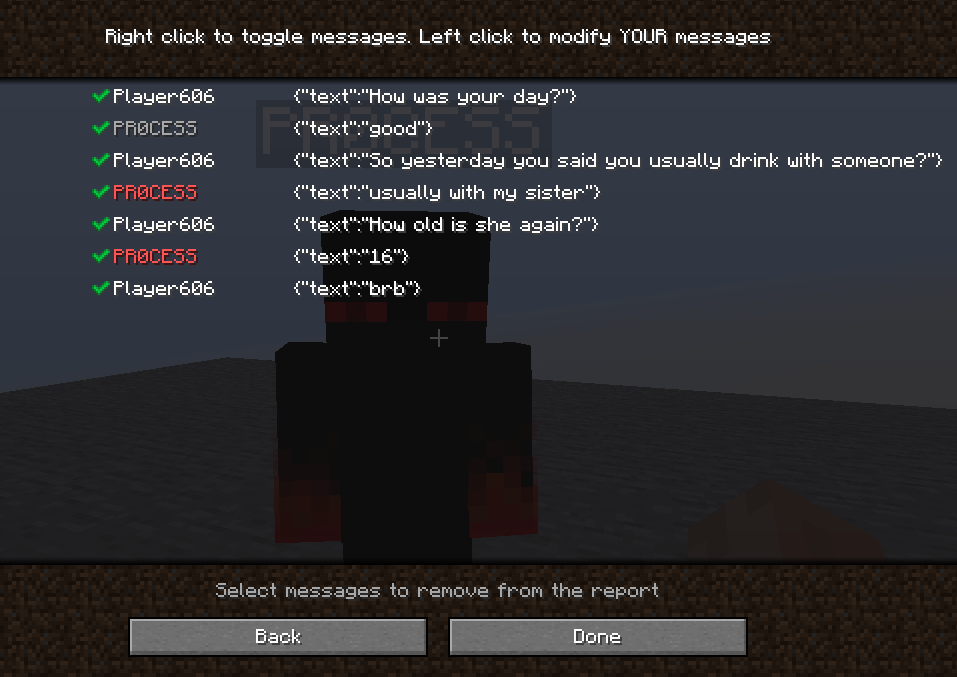 Right click to toggle messages. Left click to modify YOUR messages
Player606 {"text":"How was your day?"}
PR0CESS
PR0CESS {"text":"good"}
Player606 {"text":"So yesterday you said you usually drink with someone?"}
PR0CESS {"text":"usually with my sister"}
Player606 {"text":"How old is she again?"}
PR0CESS {"text":"16"}
Player606 {"text":"brb"}
Select messages to remove from the report
Back Done